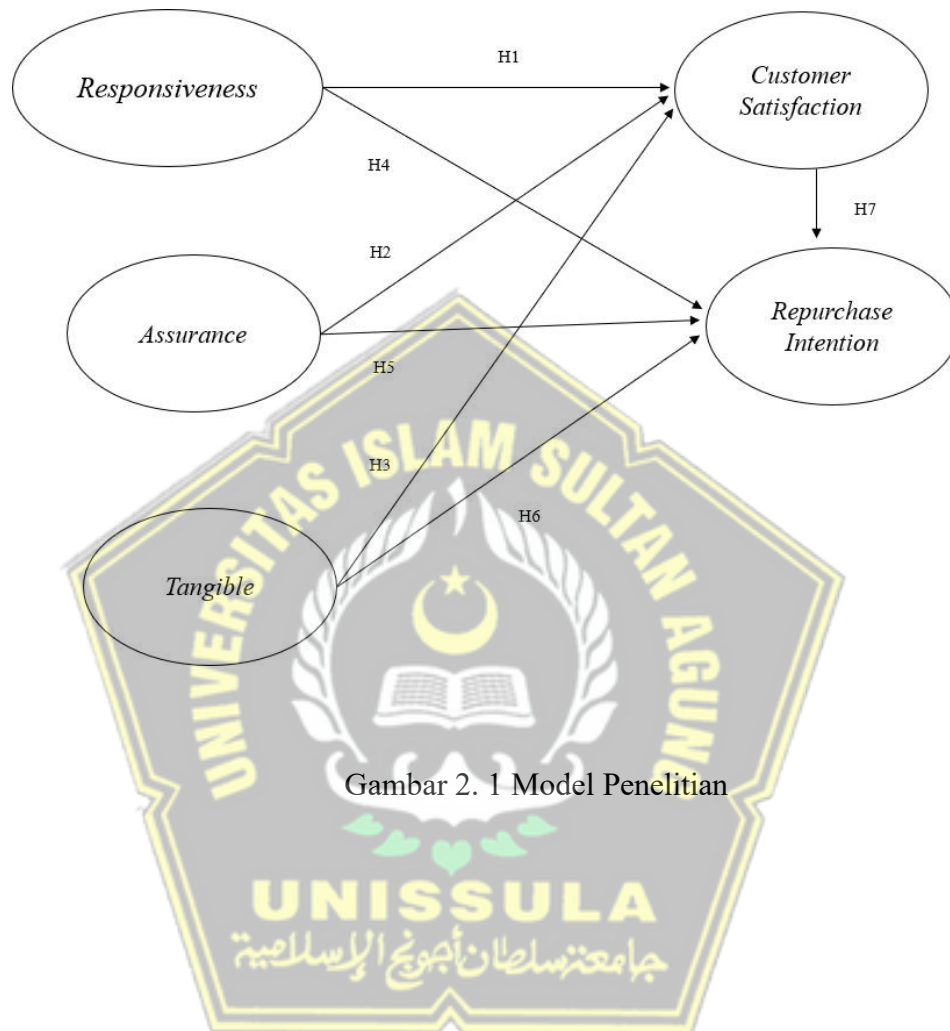 Responsiveness
H1
Customer
Satisfaction
H4
H7
H2
Assurance
Repurchase
Intention
H5
H3
H6
Tangible
UNIVERSITAS ISLAM SULTAN AGUNG
Gambar 2. 1 Model Penelitian
UNISSULA
جامعة سلطان أجونج الإسلامية